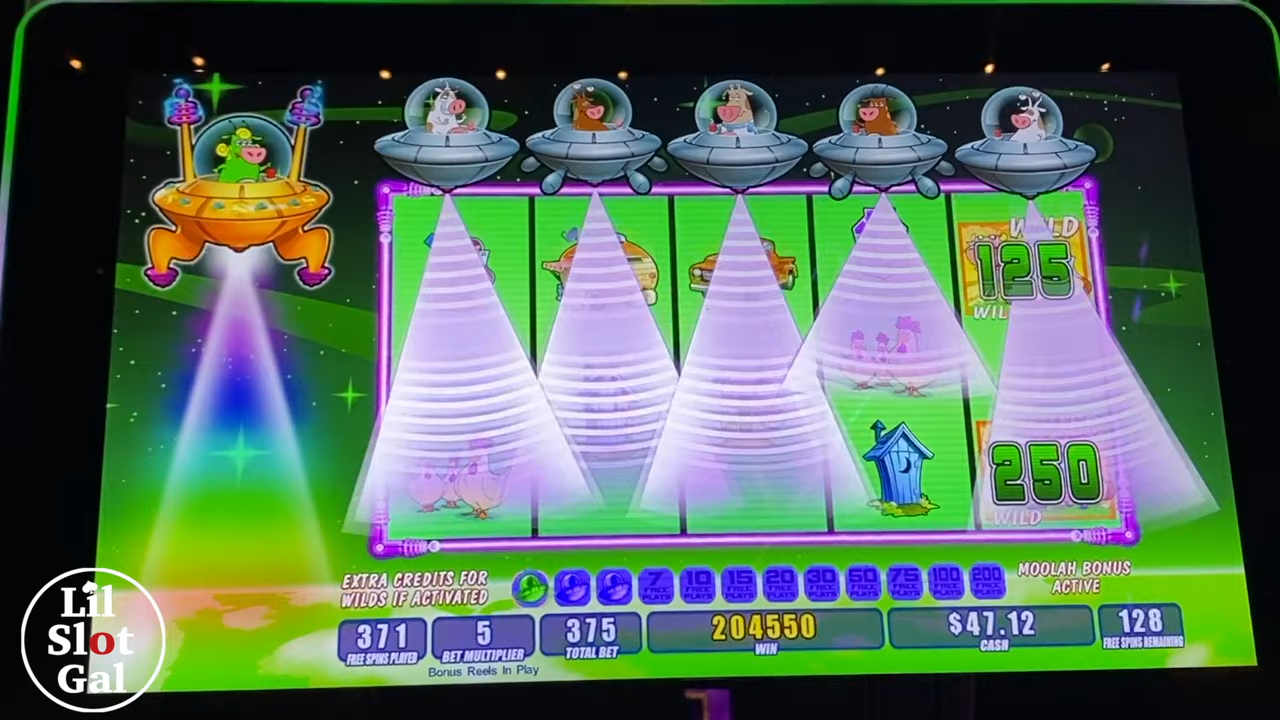 WILD
125
WIL
250
WILD
EXTRA CREDITS FOR
WILDS IF ACTIVATED
7 FREE PLAYS
10 FREE PLAYS
15 FREE PLAYS
20 FREE PLAYS
30 FREE PLAYS
50 FREE PLAYS
75 FREE PLAYS
100 FREE PLAYS
200 FREE PLAYS
MOOLAH BONUS
ACTIVE
371
FREE SPINS PLAYED
5
BET MULTIPLIER
375
TOTAL BET
204550
WIN
$47.12
CASH
128
FREE SPINS REMAINING
Bonus Reels In Play
Lil
Slot
Gal